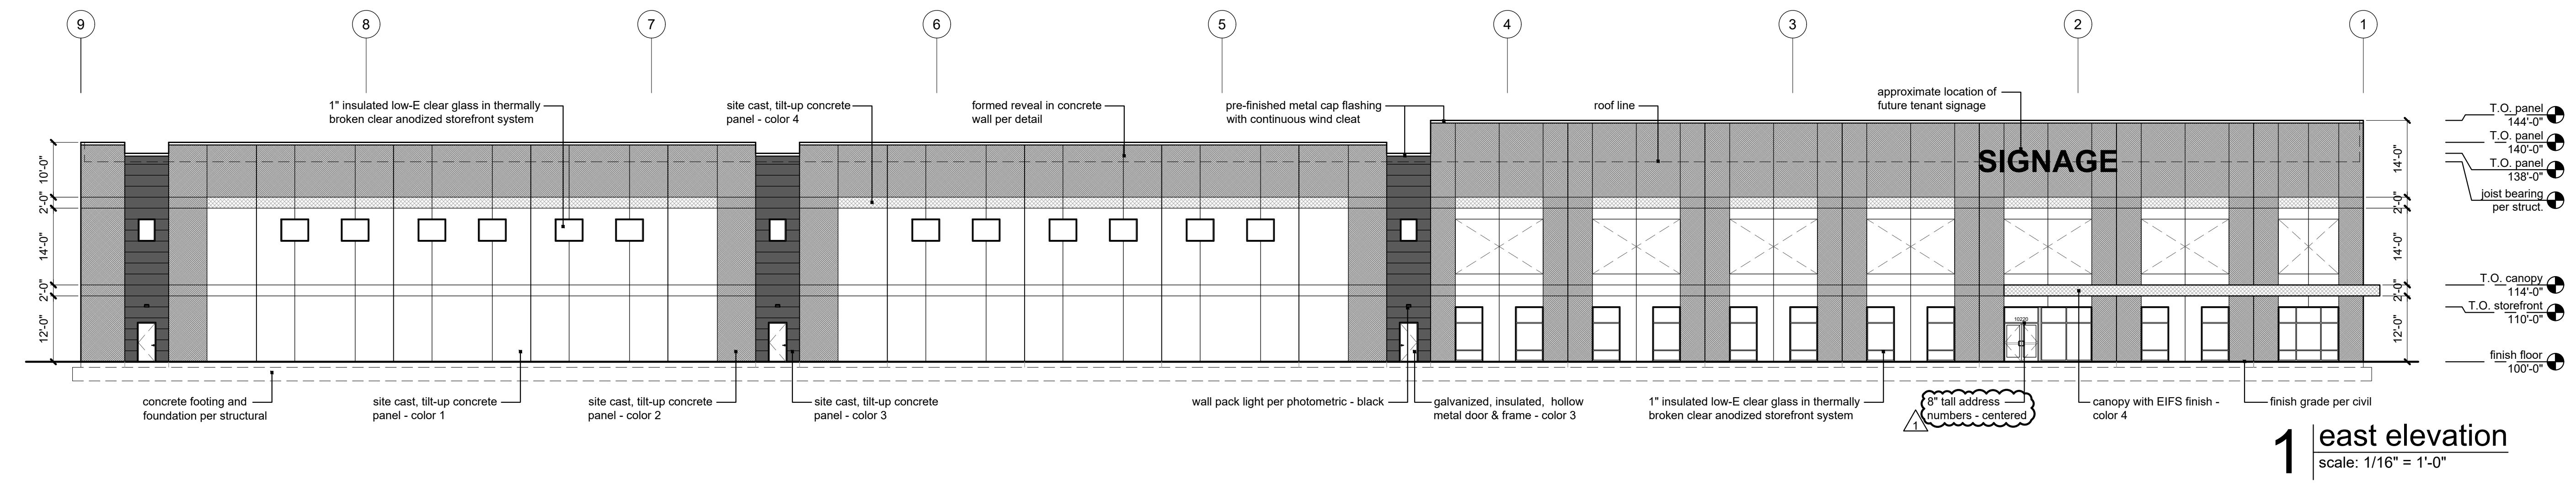 9 8 7 6 5 4 3 2 1
1" insulated low-E clear glass in thermally
broken clear anodized storefront system
site cast, tilt-up concrete
panel - color 4
formed reveal in concrete
wall per detail
pre-finished metal cap flashing
with continuous wind cleat
roof line
approximate location of
future tenant signage
SIGNAGE
10'-0"
2'-0"
14'-0"
2'-0"
12'-0"
14'-0"
2'-0"
14'-0"
2'-0"
12'-0"
T.O. panel
144'-0"
T.O. panel
140'-0"
T.O. panel
138'-0"
joist bearing
per struct.
T.O. canopy
114'-0"
T.O. storefront
110'-0"
finish floor
100'-0"
10220
concrete footing and
foundation per structural
site cast, tilt-up concrete
panel - color 1
site cast, tilt-up concrete
panel - color 2
site cast, tilt-up concrete
panel - color 3
wall pack light per photometric - black
galvanized, insulated, hollow
metal door & frame - color 3
1" insulated low-E clear glass in thermally
broken clear anodized storefront system
8" tall address
numbers - centered
1
canopy with EIFS finish -
color 4
finish grade per civil
1 east elevation
scale: 1/16" = 1'-0"